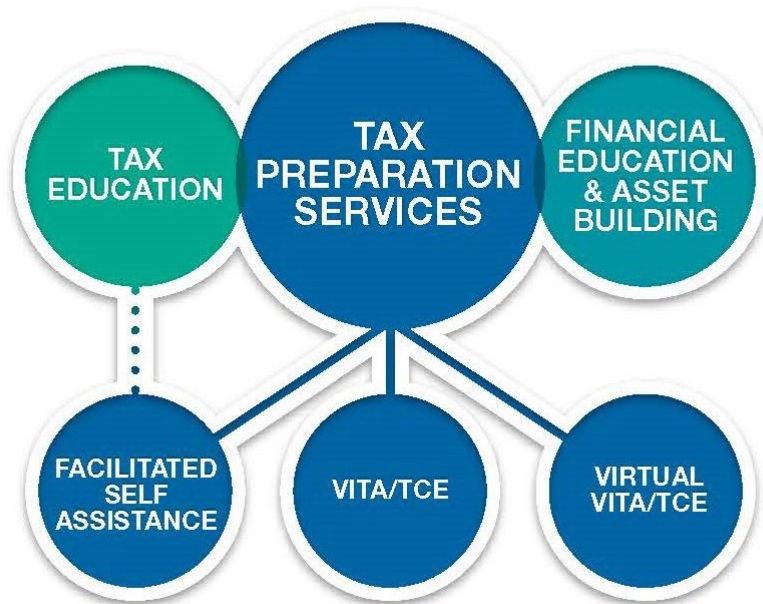 TAX
EDUCATION
TAX
PREPARATION
SERVICES
FINANCIAL
EDUCATION
& ASSET
BUILDING
FACILITATED
SELF
ASSISTANCE
VITA/TCE
VIRTUAL
VITA/TCE